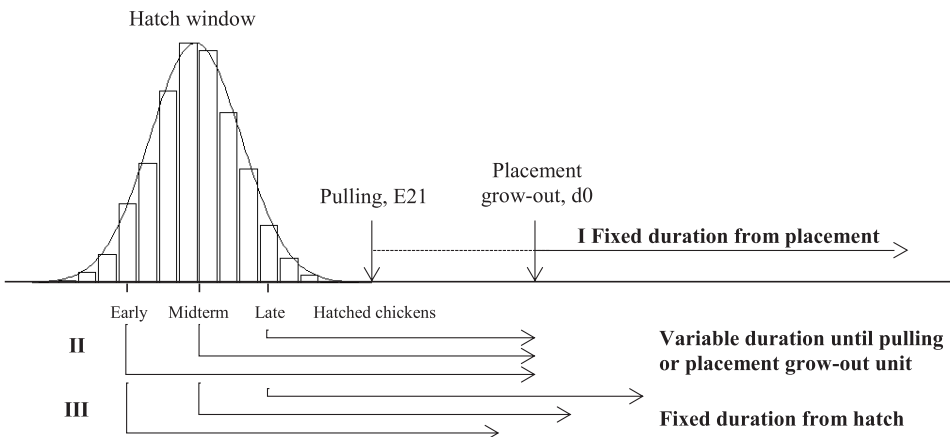 Hatch window
Pulling, E21
Placement
grow-out, d0
I Fixed duration from placement
Early Midterm Late Hatched chickens
II
Variable duration until pulling
or placement grow-out unit
III
Fixed duration from hatch